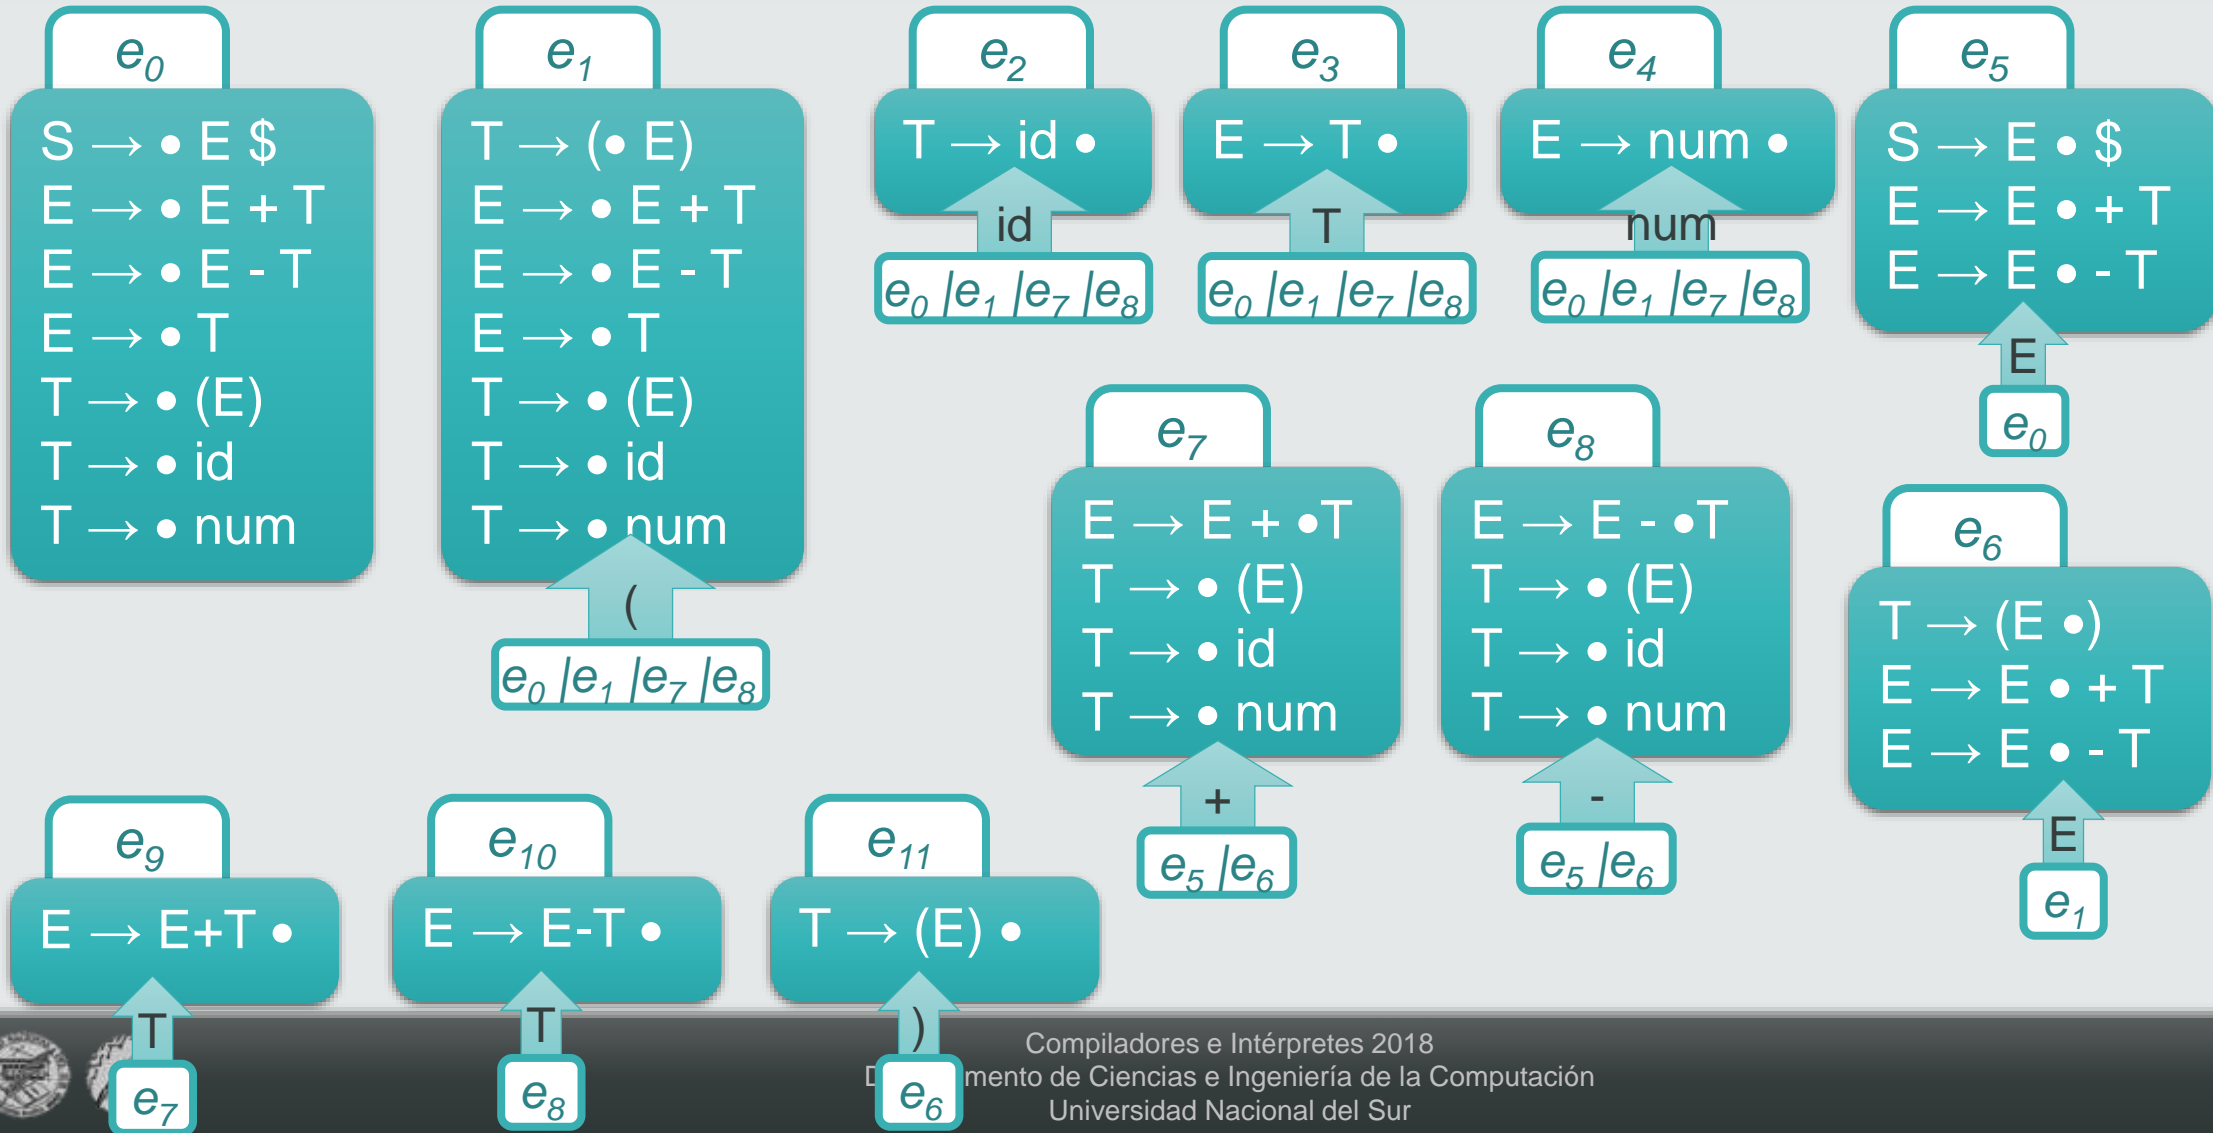 e0
S → • E $
E → • E + T
E → • E - T
E → • T
T → • (E)
T → • id
T → • num
e1
T → (• E)
E → • E + T
E → • E - T
E → • T
T → • (E)
T → • id
T → • num
(
e0 |e1 |e7 |e8
e2
T → id •
id
e0 |e1 |e7 |e8
e3
E → T •
T
e0 |e1 |e7 |e8
e4
E → num •
num
e0 |e1 |e7 |e8
e5
S → E • $
E → E • + T
E → E • - T
E
e0
e7
E → E + •T
T → • (E)
T → • id
T → • num
+
e5 |e6
e8
E → E - •T
T → • (E)
T → • id
T → • num
-
e5 |e6
e6
T → (E •)
E → E • + T
E → E • - T
E
e1
e9
E → E+T •
T
e7
e10
E → E-T •
T
e8
e11
T → (E) •
)
e6
Compiladores e Intérpretes 2018
mento de Ciencias e Ingeniería de la Computación
Universidad Nacional del Sur